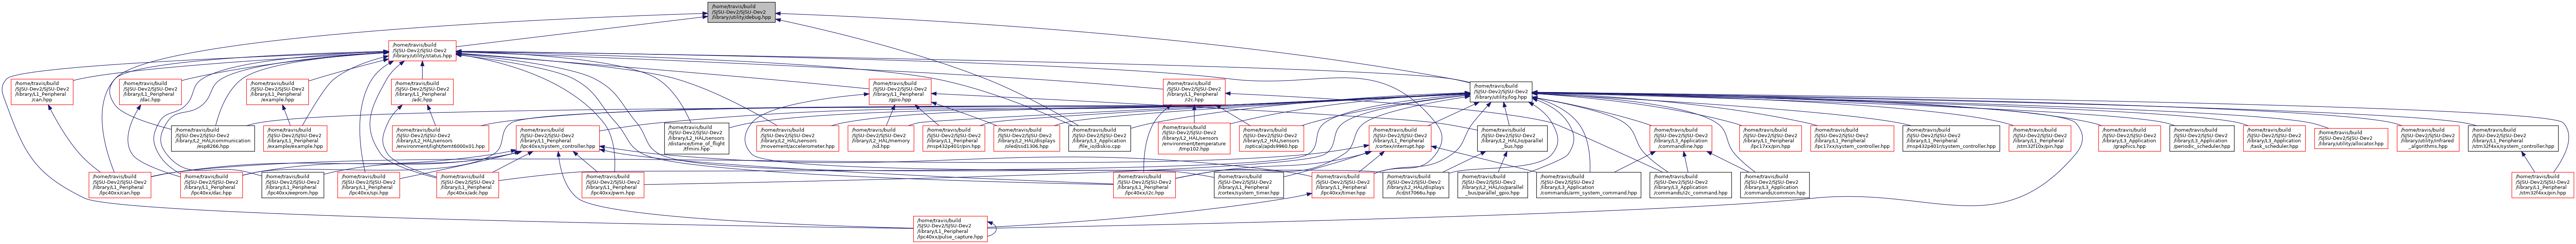 /home/travis/build
/SJSU-Dev2/SJSU-Dev2
/library/utility/debug.hpp
/home/travis/build
/SJSU-Dev2/SJSU-Dev2
/library/utility/status.hpp
/home/travis/build
/SJSU-Dev2/SJSU-Dev2
/library/L1_Peripheral
/can.hpp
/home/travis/build
/SJSU-Dev2/SJSU-Dev2
/library/L1_Peripheral
/dac.hpp
/home/travis/build
/SJSU-Dev2/SJSU-Dev2
/library/L1_Peripheral
/example.hpp
/home/travis/build
/SJSU-Dev2/SJSU-Dev2
/library/L1_Peripheral
/adc.hpp
/home/travis/build
/SJSU-Dev2/SJSU-Dev2
/library/L1_Peripheral
/gpio.hpp
/home/travis/build
/SJSU-Dev2/SJSU-Dev2
/library/L1_Peripheral
/i2c.hpp
/home/travis/build
/SJSU-Dev2/SJSU-Dev2
/library/utility/log.hpp
/home/travis/build
/SJSU-Dev2/SJSU-Dev2
/library/L2_HAL/communication
/esp8266.hpp
/home/travis/build
/SJSU-Dev2/SJSU-Dev2
/library/L1_Peripheral
/example/example.hpp
/home/travis/build
/SJSU-Dev2/SJSU-Dev2
/library/L2_HAL/sensors
/environment/light/temt6000x01.hpp
/home/travis/build
/SJSU-Dev2/SJSU-Dev2
/library/L1_Peripheral
/lpc40xx/system_controller.hpp
/home/travis/build
/SJSU-Dev2/SJSU-Dev2
/library/L2_HAL/sensors
/distance/time_of_flight
/tfmini.hpp
/home/travis/build
/SJSU-Dev2/SJSU-Dev2
/library/L2_HAL/sensors
/movement/accelerometer.hpp
/home/travis/build
/SJSU-Dev2/SJSU-Dev2
/library/L2_HAL/memory
/sd.hpp
/home/travis/build
/SJSU-Dev2/SJSU-Dev2
/library/L1_Peripheral
/msp432p401r/pin.hpp
/home/travis/build
/SJSU-Dev2/SJSU-Dev2
/library/L2_HAL/displays
/oled/ssd1306.hpp
/home/travis/build
/SJSU-Dev2/SJSU-Dev2
/library/L3_Application
/file_io/diskio.cpp
/home/travis/build
/SJSU-Dev2/SJSU-Dev2
/library/L2_HAL/sensors
/environment/temperature
/tmp102.hpp
/home/travis/build
/SJSU-Dev2/SJSU-Dev2
/library/L2_HAL/sensors
/optical/apds9960.hpp
/home/travis/build
/SJSU-Dev2/SJSU-Dev2
/library/L1_Peripheral
/cortex/interrupt.hpp
/home/travis/build
/SJSU-Dev2/SJSU-Dev2
/library/L2_HAL/io/parallel
_bus.hpp
/home/travis/build
/SJSU-Dev2/SJSU-Dev2
/library/L3_Application
/commandline.hpp
/home/travis/build
/SJSU-Dev2/SJSU-Dev2
/library/L1_Peripheral
/lpc17xx/pin.hpp
/home/travis/build
/SJSU-Dev2/SJSU-Dev2
/library/L1_Peripheral
/lpc17xx/system_controller.hpp
/home/travis/build
/SJSU-Dev2/SJSU-Dev2
/library/L1_Peripheral
/msp432p401r/system_controller.hpp
/home/travis/build
/SJSU-Dev2/SJSU-Dev2
/library/L1_Peripheral
/stm32f10x/pin.hpp
/home/travis/build
/SJSU-Dev2/SJSU-Dev2
/library/L3_Application
/graphics.hpp
/home/travis/build
/SJSU-Dev2/SJSU-Dev2
/library/L3_Application
/periodic_scheduler.hpp
/home/travis/build
/SJSU-Dev2/SJSU-Dev2
/library/L3_Application
/task_scheduler.hpp
/home/travis/build
/SJSU-Dev2/SJSU-Dev2
/library/utility/allocator.hpp
/home/travis/build
/SJSU-Dev2/SJSU-Dev2
/library/utility/infrared
_algorithms.hpp
/home/travis/build
/SJSU-Dev2/SJSU-Dev2
/library/L1_Peripheral
/stm32f4xx/system_controller.hpp
/home/travis/build
/SJSU-Dev2/SJSU-Dev2
/library/L1_Peripheral
/lpc40xx/can.hpp
/home/travis/build
/SJSU-Dev2/SJSU-Dev2
/library/L1_Peripheral
/lpc40xx/dac.hpp
/home/travis/build
/SJSU-Dev2/SJSU-Dev2
/library/L1_Peripheral
/lpc40xx/eeprom.hpp
/home/travis/build
/SJSU-Dev2/SJSU-Dev2
/library/L1_Peripheral
/lpc40xx/spi.hpp
/home/travis/build
/SJSU-Dev2/SJSU-Dev2
/library/L1_Peripheral
/lpc40xx/adc.hpp
/home/travis/build
/SJSU-Dev2/SJSU-Dev2
/library/L1_Peripheral
/lpc40xx/pwm.hpp
/home/travis/build
/SJSU-Dev2/SJSU-Dev2
/library/L1_Peripheral
/lpc40xx/i2c.hpp
/home/travis/build
/SJSU-Dev2/SJSU-Dev2
/library/L1_Peripheral
/cortex/system_timer.hpp
/home/travis/build
/SJSU-Dev2/SJSU-Dev2
/library/L1_Peripheral
/lpc40xx/timer.hpp
/home/travis/build
/SJSU-Dev2/SJSU-Dev2
/library/L2_HAL/displays
/lcd/st7066u.hpp
/home/travis/build
/SJSU-Dev2/SJSU-Dev2
/library/L2_HAL/io/parallel
_bus/parallel_gpio.hpp
/home/travis/build
/SJSU-Dev2/SJSU-Dev2
/library/L3_Application
/commands/arm_system_command.hpp
/home/travis/build
/SJSU-Dev2/SJSU-Dev2
/library/L3_Application
/commands/i2c_command.hpp
/home/travis/build
/SJSU-Dev2/SJSU-Dev2
/library/L3_Application
/commands/common.hpp
/home/travis/build
/SJSU-Dev2/SJSU-Dev2
/library/L1_Peripheral
/stm32f4xx/pin.hpp
/home/travis/build
/SJSU-Dev2/SJSU-Dev2
/library/L1_Peripheral
/lpc40xx/pulse_capture.hpp